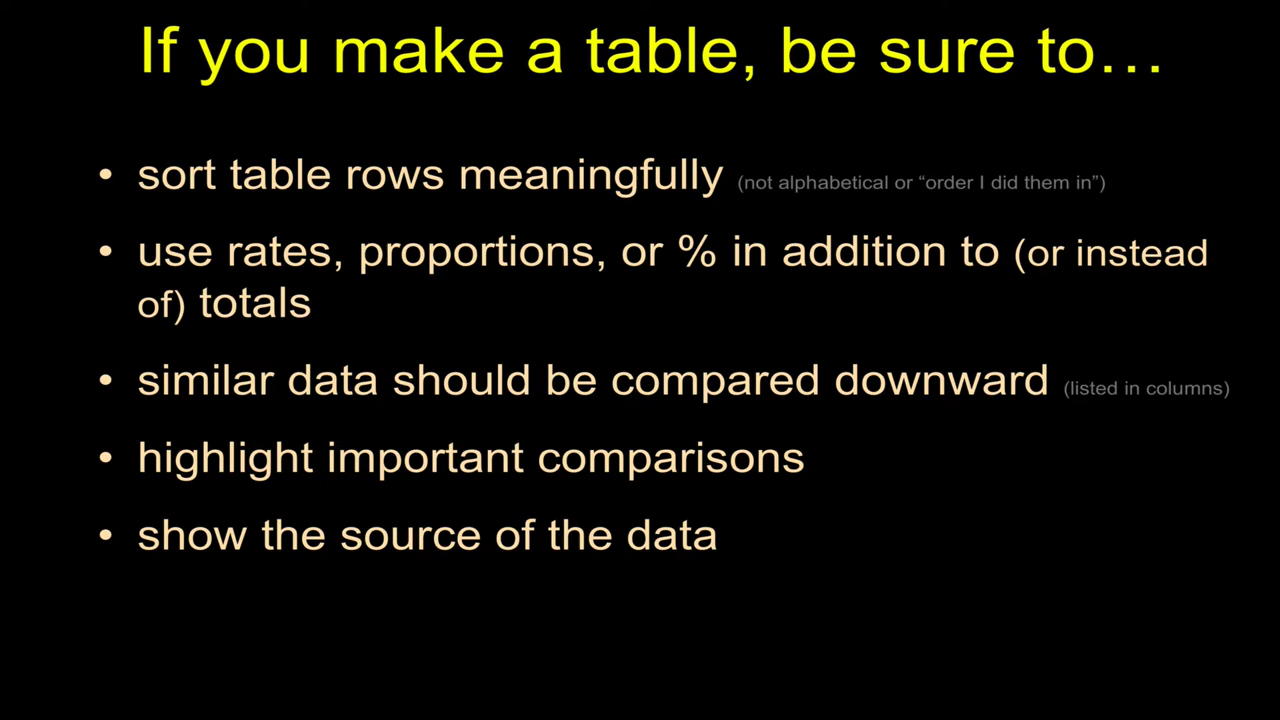 If you make a table, be sure to…
• sort table rows meaningfully (not alphabetical or “order I did them in”)
• use rates, proportions, or % in addition to (or instead
of) totals
• similar data should be compared downward (listed in columns)
• highlight important comparisons
• show the source of the data